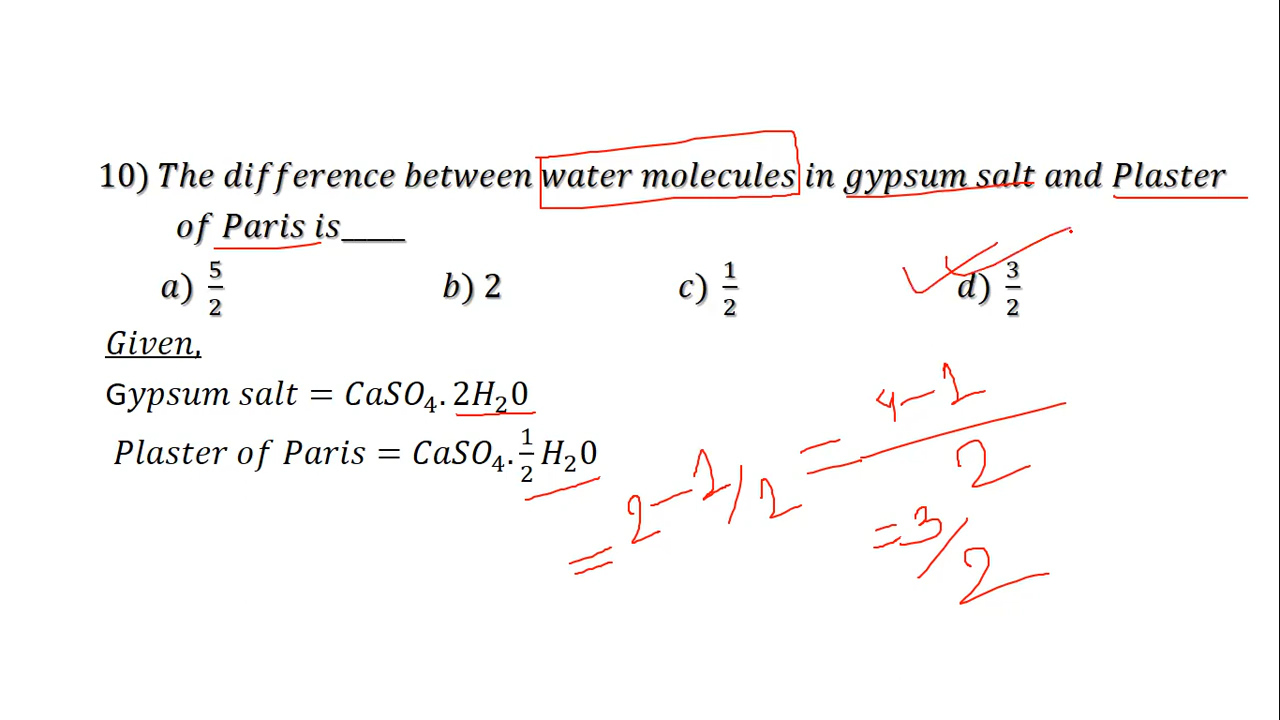 10) The difference between water molecules in gypsum salt and Plaster
of Paris is_____
a) 5/2 b) 2 c) 1/2 d) 3/2
Given,
Gypsum salt = CaSO₄. 2H₂0
Plaster of Paris = CaSO₄. 1/2 H₂0
= 2 - 1/2 = 4-1/2
= 3/2